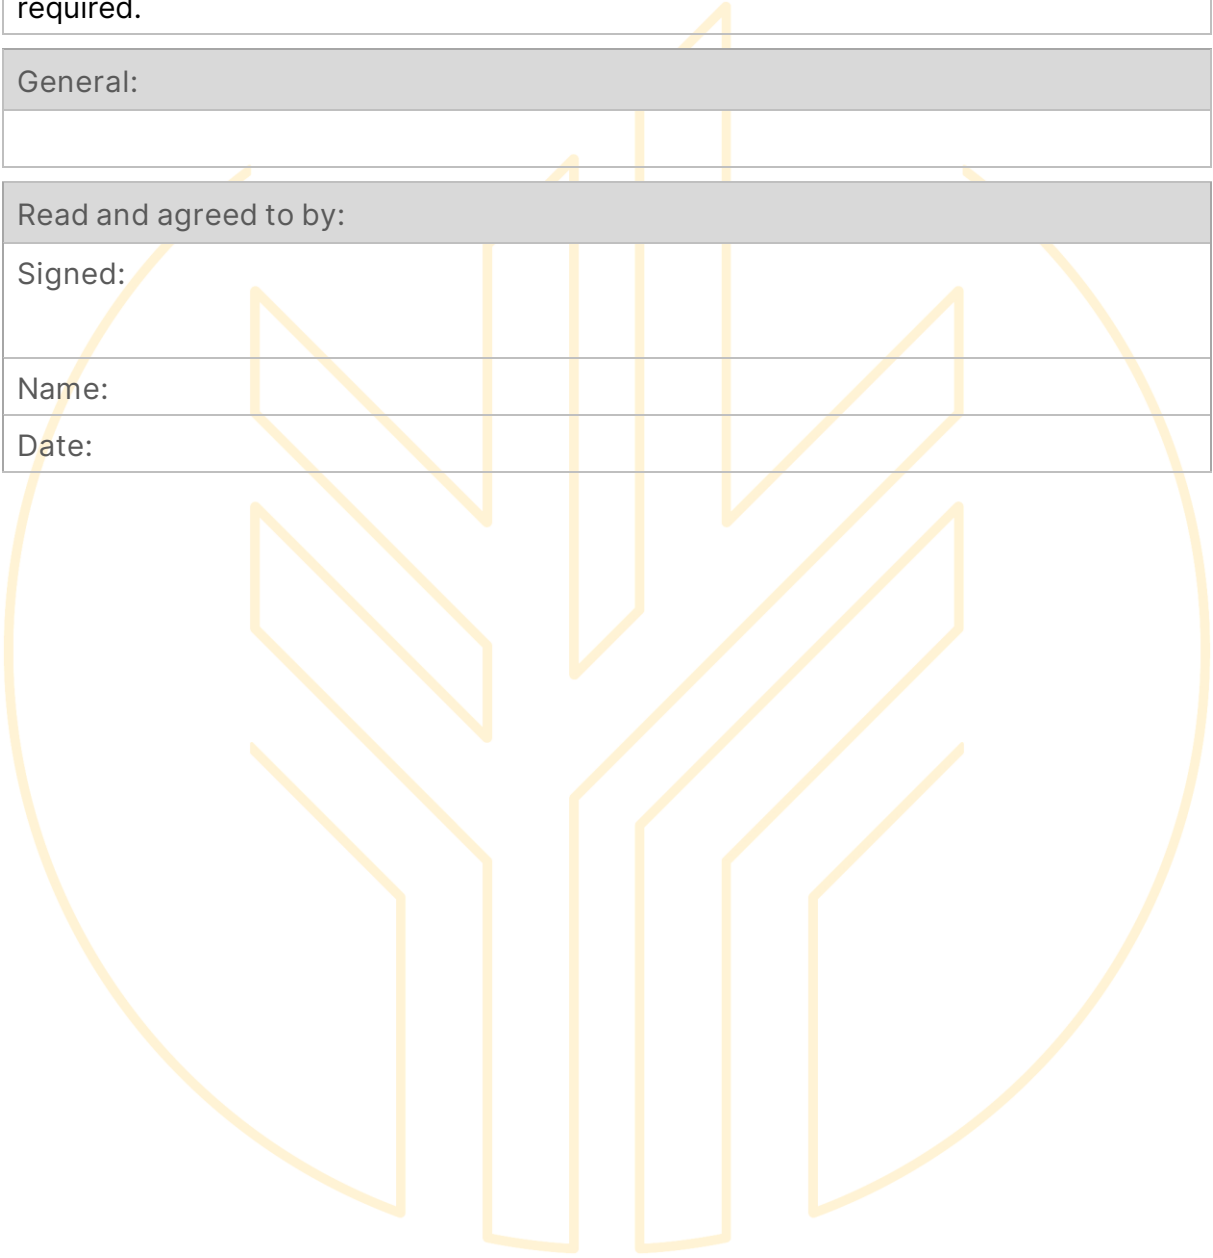 required.
General:
Read and agreed to by:
Signed:
Name:
Date: